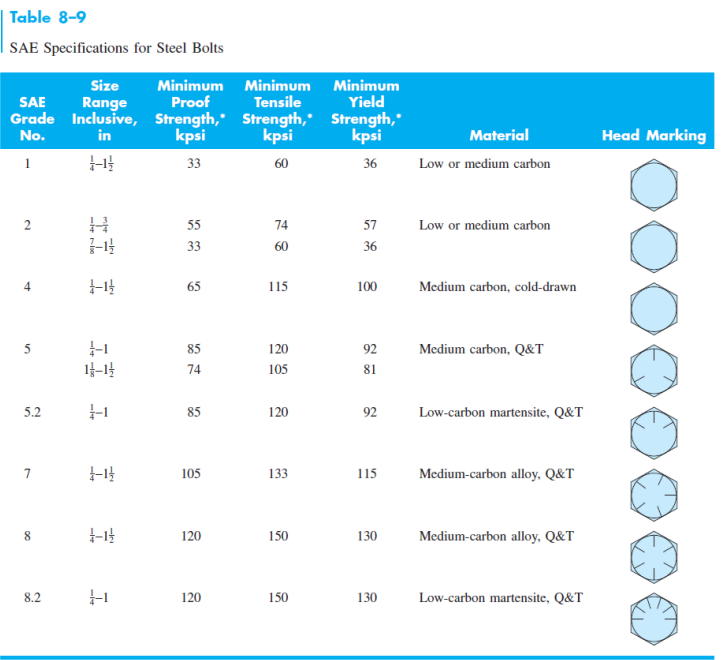 Table 8–9
SAE Specifications for Steel Bolts
SAE Grade No. Size Range Inclusive, in Minimum Proof Strength,* kpsi Minimum Tensile Strength,* kpsi Minimum Yield Strength,* kpsi Material Head Marking
1 1/4–1 1/2 33 60 36 Low or medium carbon
2 1/4–3/4 55 74 57 Low or medium carbon
7/8–1 1/2 33 60 36
4 1/4–1 1/2 65 115 100 Medium carbon, cold-drawn
5 1/4–1 85 120 92 Medium carbon, Q&T
1 1/8–1 1/2 74 105 81
5.2 1/4–1 85 120 92 Low-carbon martensite, Q&T
7 1/4–1 1/2 105 133 115 Medium-carbon alloy, Q&T
8 1/4–1 1/2 120 150 130 Medium-carbon alloy, Q&T
8.2 1/4–1 120 150 130 Low-carbon martensite, Q&T